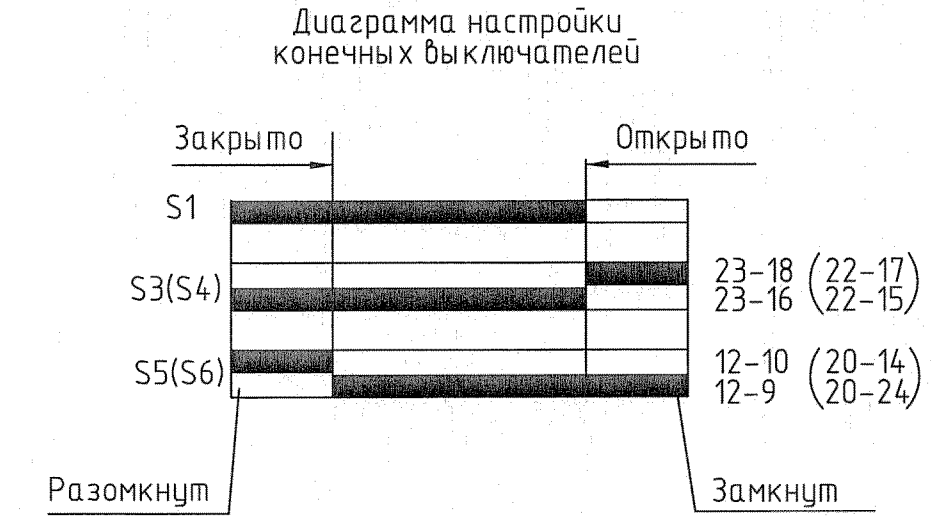 Диаграмма настройки
конечных выключателей
Закрыто
Открыто
S1
S3(S4)
23-18 (22-17)
23-16 (22-15)
S5(S6)
12-10 (20-14)
12-9 (20-24)
Разомкнут
Замкнут